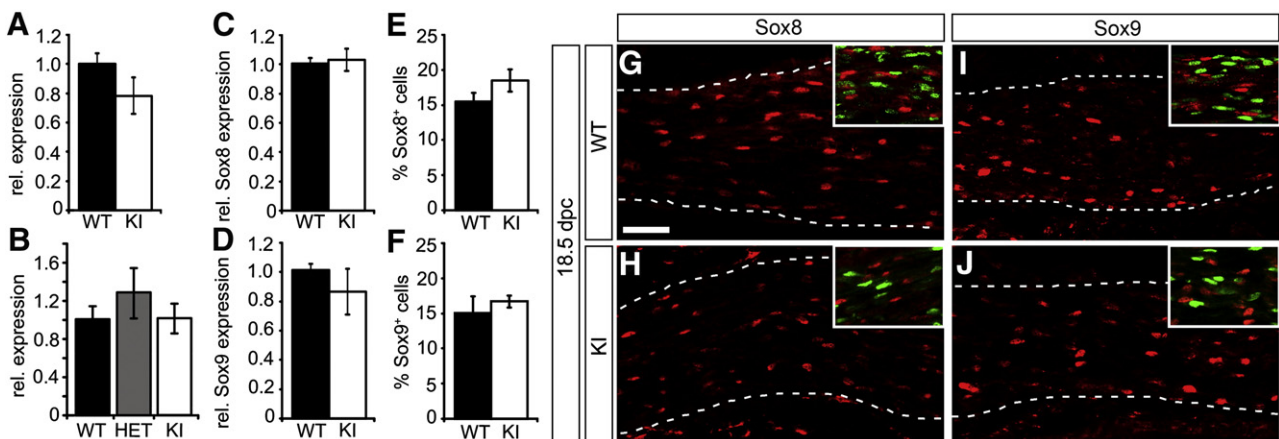 A
rel. expression
1.2
1.0
0.8
0.6
0.4
0.2
0
WT KI
B
rel. expression
1.6
1.2
0.8
0.4
0
WT HET KI
C
rel. Sox8 expression
1.2
1.0
0.8
0.6
0.4
0.2
0
WT KI
D
rel. Sox9 expression
1.2
1.0
0.8
0.6
0.4
0.2
0
WT KI
E
% Sox8+ cells
25
20
15
10
5
0
WT KI
F
% Sox9+ cells
25
20
15
10
5
0
WT KI
18.5 dpc
Sox8
Sox9
WT
KI
G
I
H
J